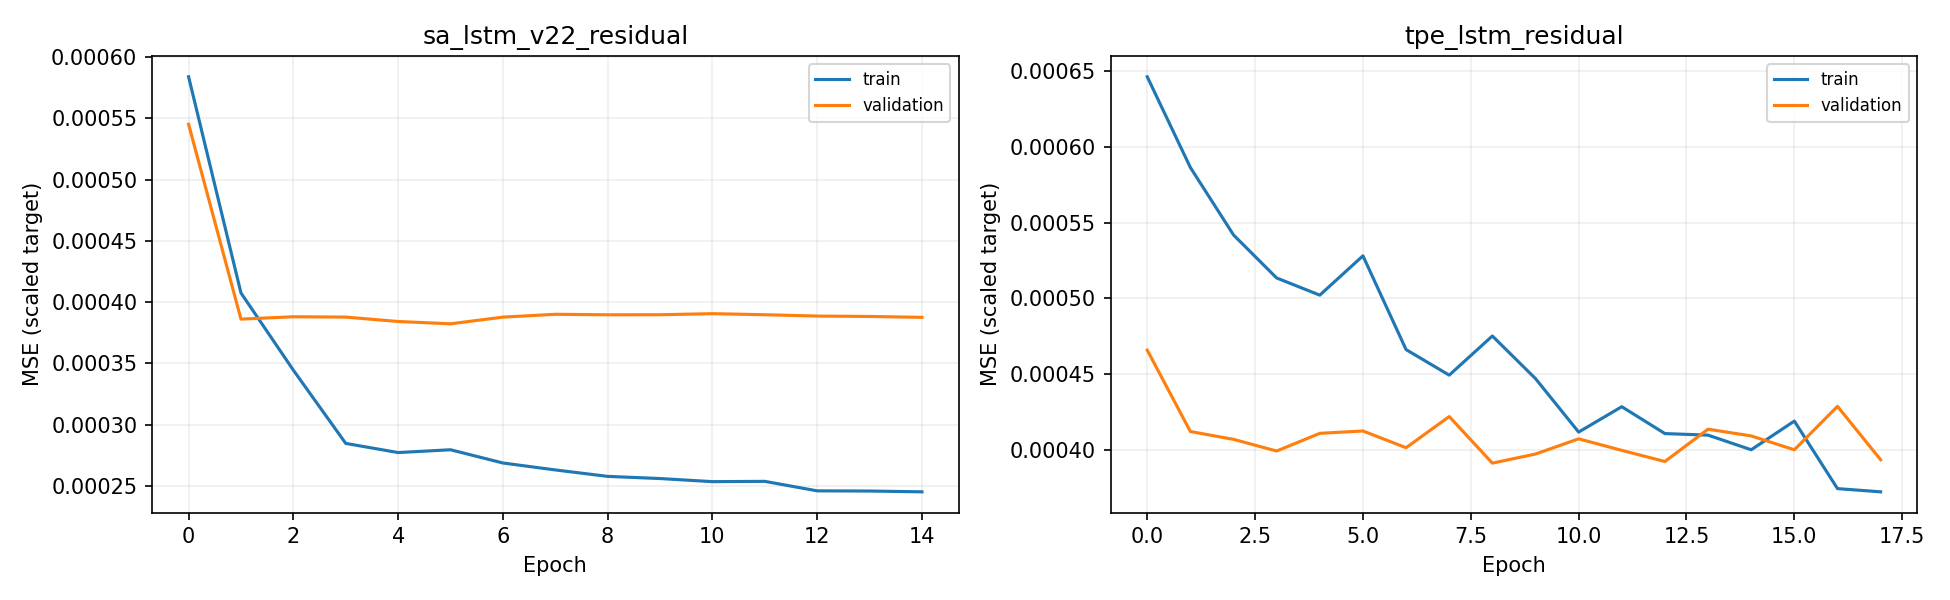 sa_lstm_v22_residual
train
validation
MSE (scaled target)
0.00060
0.00055
0.00050
0.00045
0.00040
0.00035
0.00030
0.00025
0 2 4 6 8 10 12 14
Epoch
tpe_lstm_residual
train
validation
MSE (scaled target)
0.00065
0.00060
0.00055
0.00050
0.00045
0.00040
0.0 2.5 5.0 7.5 10.0 12.5 15.0 17.5
Epoch